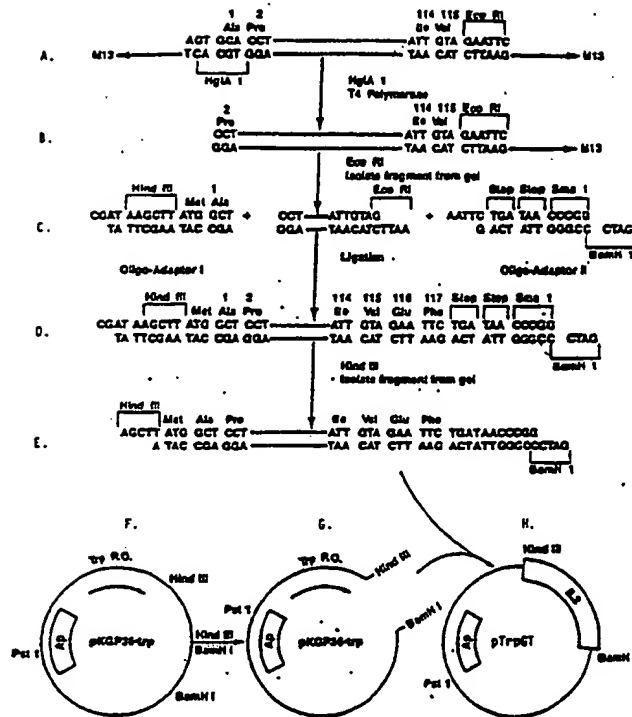 1 2 114 115 Eco RI
Ala Pro Ile Val
AGT GCA CCT ATT GTA GAATTC
A. M13 M13
TCA CGT GGA TAA CAT CTTAAG
HgiA 1
HgiA 1
T4 Polymerase
2 114 115 Eco RI
Pro Ile Val
CCT ATT GTA GAATTC
B.
GGA TAA CAT CTTAAG M13
Eco RI
Isolate fragment from gel
Hind III 1 Eco RI Stop Stop Sma 1
Met Ala
CGAT AAGCTT ATG GCT + CCT ATTGTAG + AATTC TGA TAA CCCGG
C.
TA TTCGAA TAC CGA GGA TAACATCTTAA G ACT ATT GGGCC CTAG
BamH 1
Oligo-Adaptor I Ligation Oligo-Adaptor II
Hind III 1 2 114 115 116 117 Stop Stop Sma 1
Met Ala Pro Ile Val Glu Phe
CGAT AAGCTT ATG GCT CCT ATT GTA GAA TTC TGA TAA CCCGG
D.
TA TTCGAA TAC CGA GGA TAA CAT CTT AAG ACT ATT GGGCC CTAG
BamH 1
Hind III
Isolate fragment from gel
Hind III Met Ala Pro Ile Val Glu Phe
AGCTT ATG GCT CCT ATT GTA GAA TTC TGATAACCCGG
E.
A TAC CGA GGA TAA CAT CTT AAG ACTATTGGGCCCTAG
BamH 1
F. G. H.
Trp P.O. Hind III Trp P.O. Hind III Hind III
Pst 1
Ap pKGP36-trp Hind III Ap pKGP36-trp BamH I Ap pTrpGT
Pst 1 BamH I BamH
BamH I Pst 1